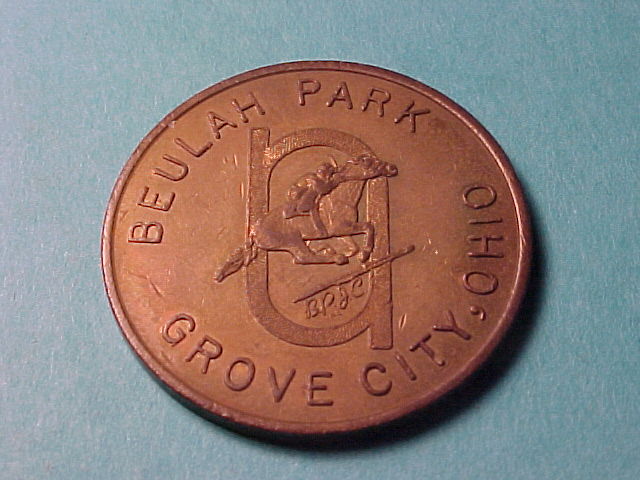 BEULAH PARK
BPJC
GROVE CITY, OHIO